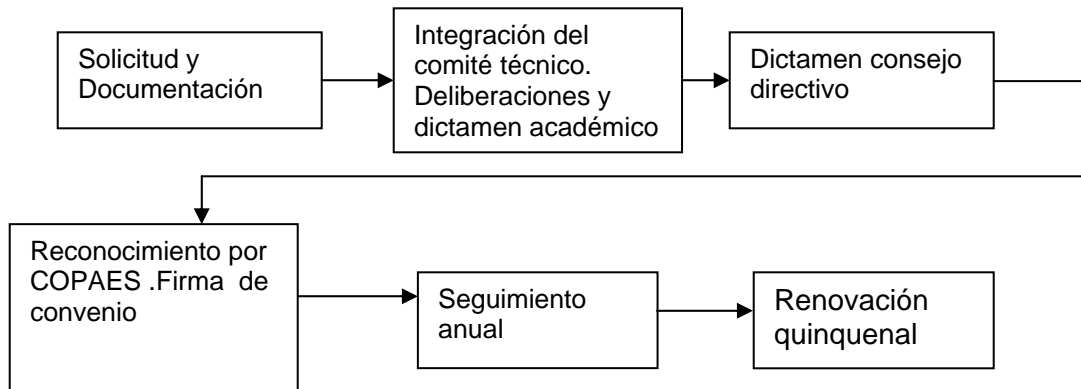 Solicitud y
Documentación
Integración del
comité técnico.
Deliberaciones y
dictamen académico
Dictamen consejo
directivo
Reconocimiento por
COPAES .Firma de
convenio
Seguimiento
anual
Renovación
quinquenal